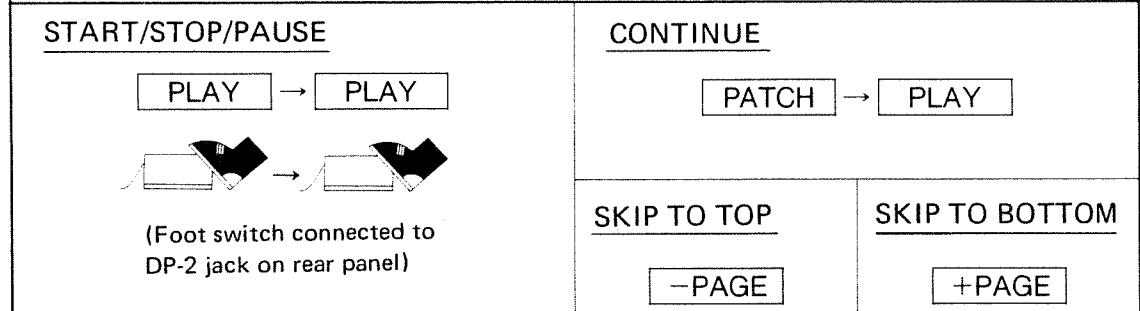 START/STOP/PAUSE
PLAY → PLAY
→
(Foot switch connected to
DP-2 jack on rear panel)
CONTINUE
PATCH → PLAY
SKIP TO TOP
−PAGE
SKIP TO BOTTOM
+PAGE